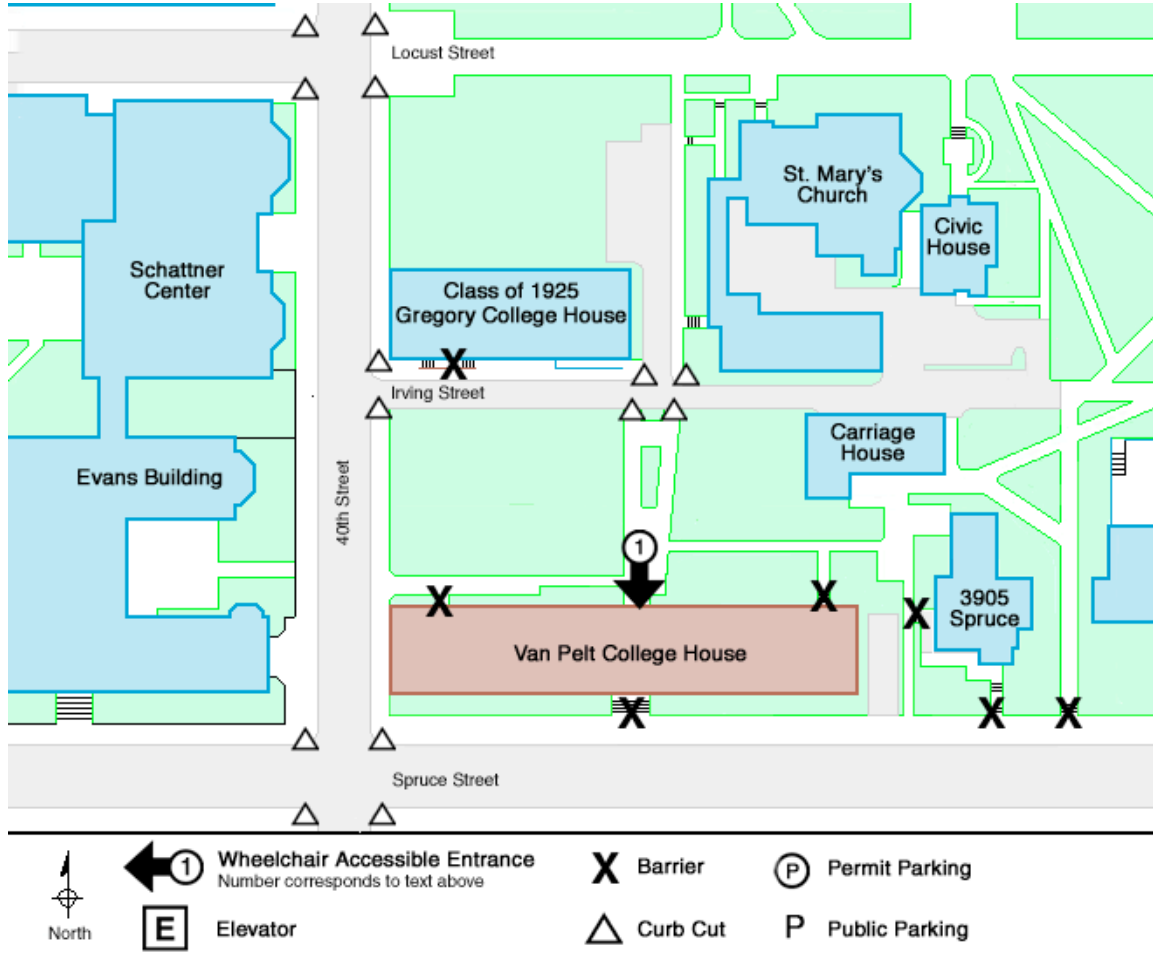 Locust Street
St. Mary's
Church
Civic
House
Schattner
Center
Class of 1925
Gregory College House
X
Irving Street
Carriage
House
Evans Building
40th Street
1
X
X
X
3905
Spruce
Van Pelt College House
X
X
X
Spruce Street
North
1
Wheelchair Accessible Entrance
Number corresponds to text above
E
Elevator
X
Barrier
Curb Cut
P
Permit Parking
P
Public Parking